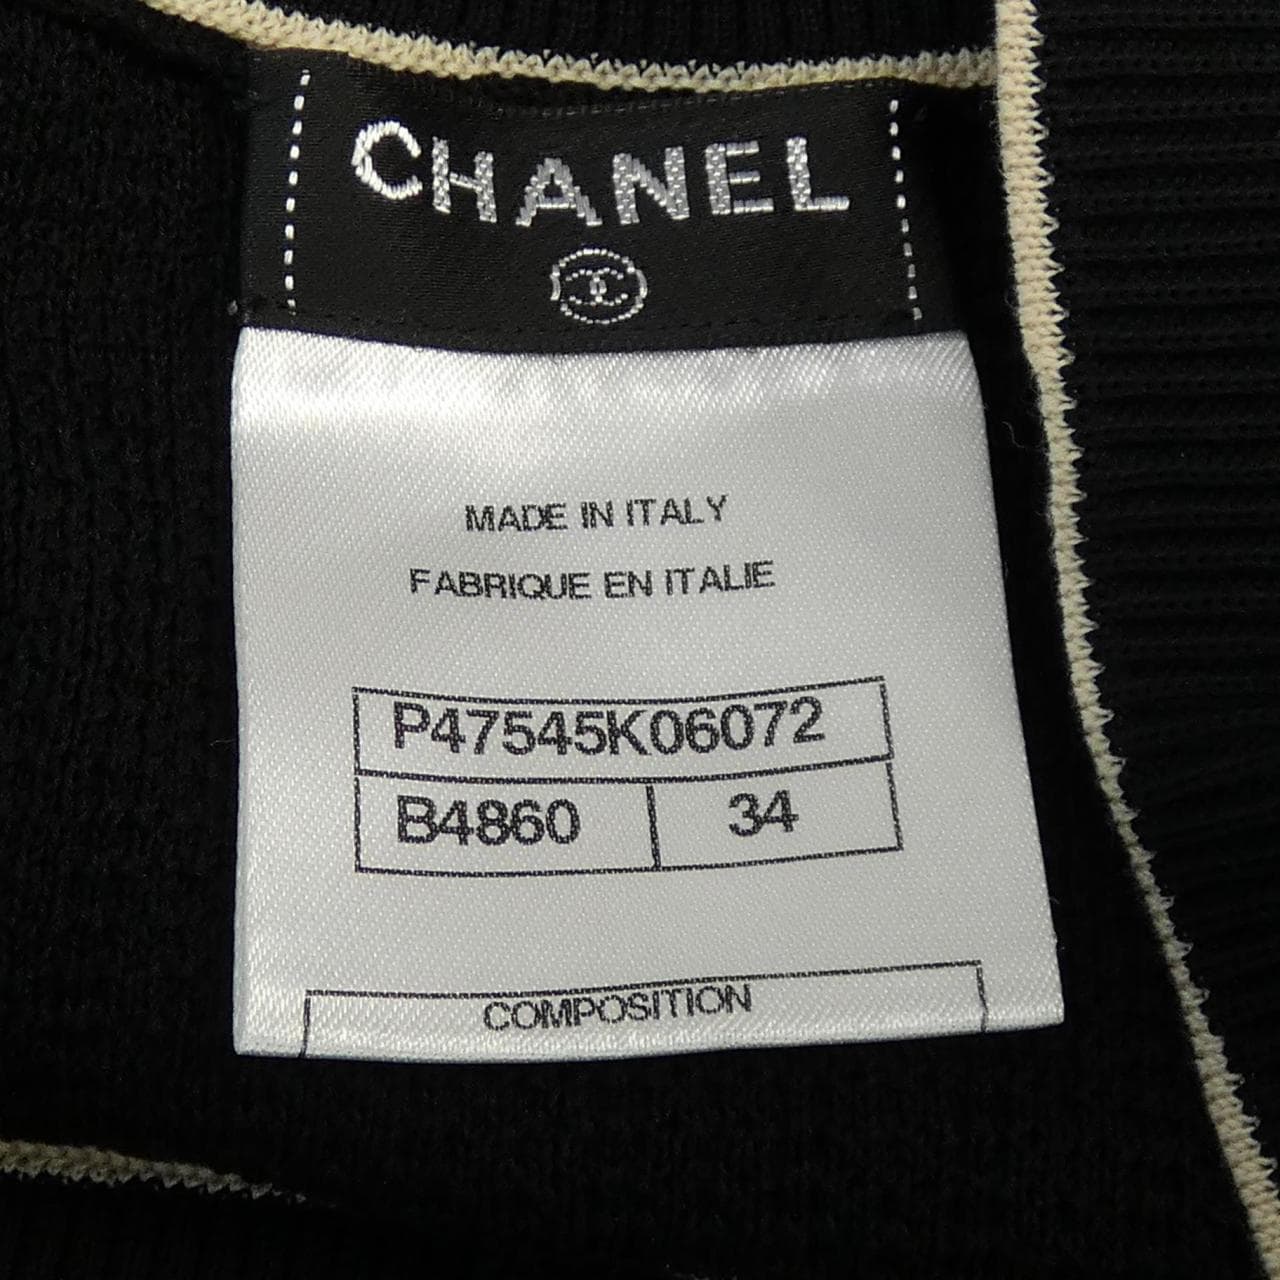 CHANEL
MADE IN ITALY
FABRIQUE EN ITALIE
P47545K06072
B4860 34
COMPOSITION